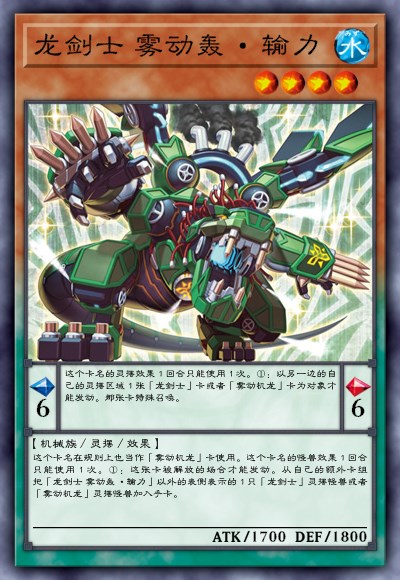 龙剑士 雾动轰·输力
水
这个卡名的灵摆效果1回合只能使用1次。①：以另一边的自
己的灵摆区域1张「龙剑士」卡或者「雾动机龙」卡为对象才
能发动。那张卡特殊召唤。
6
6
【机械族／灵摆／效果】
这个卡名在规则上也当作「雾动机龙」卡使用。这个卡名的怪兽效果1回合
只能使用1次。①：这张卡被解放的场合才能发动。从自己的额外卡组
把「龙剑士 雾动轰·输力」以外的表侧表示的1只「龙剑士」灵摆怪兽或者
「雾动机龙」灵摆怪兽加入手卡。
ATK/1700 DEF/1800